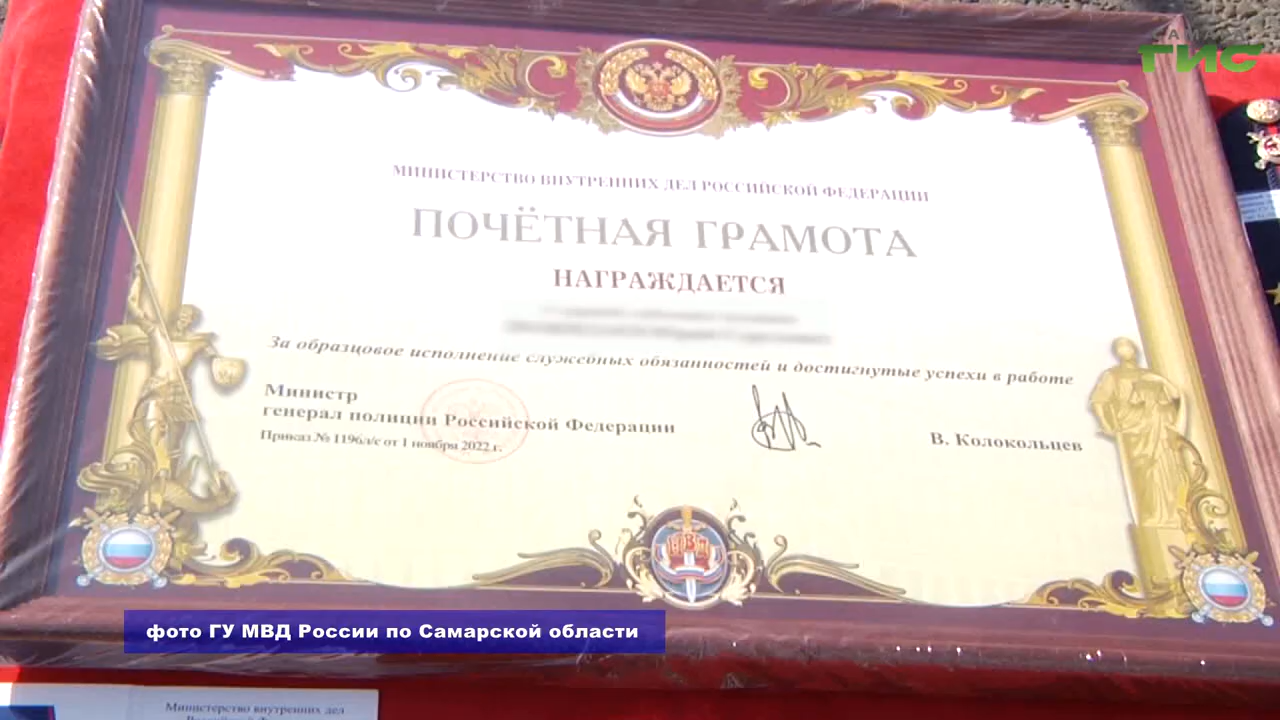 САМАРА
ГИС
МИНИСТЕРСТВО ВНУТРЕННИХ ДЕЛ РОССИЙСКОЙ ФЕДЕРАЦИИ
ПОЧЁТНАЯ ГРАМОТА
НАГРАЖДАЕТСЯ
За образцовое исполнение служебных обязанностей и достигнутые успехи в работе
Министр
генерал полиции Российской Федерации
Приказ № 1196л/с от 1 ноября 2022 г.
В. Колокольцев
МВД
фото ГУ МВД России по Самарской области
Министерство внутренних дел